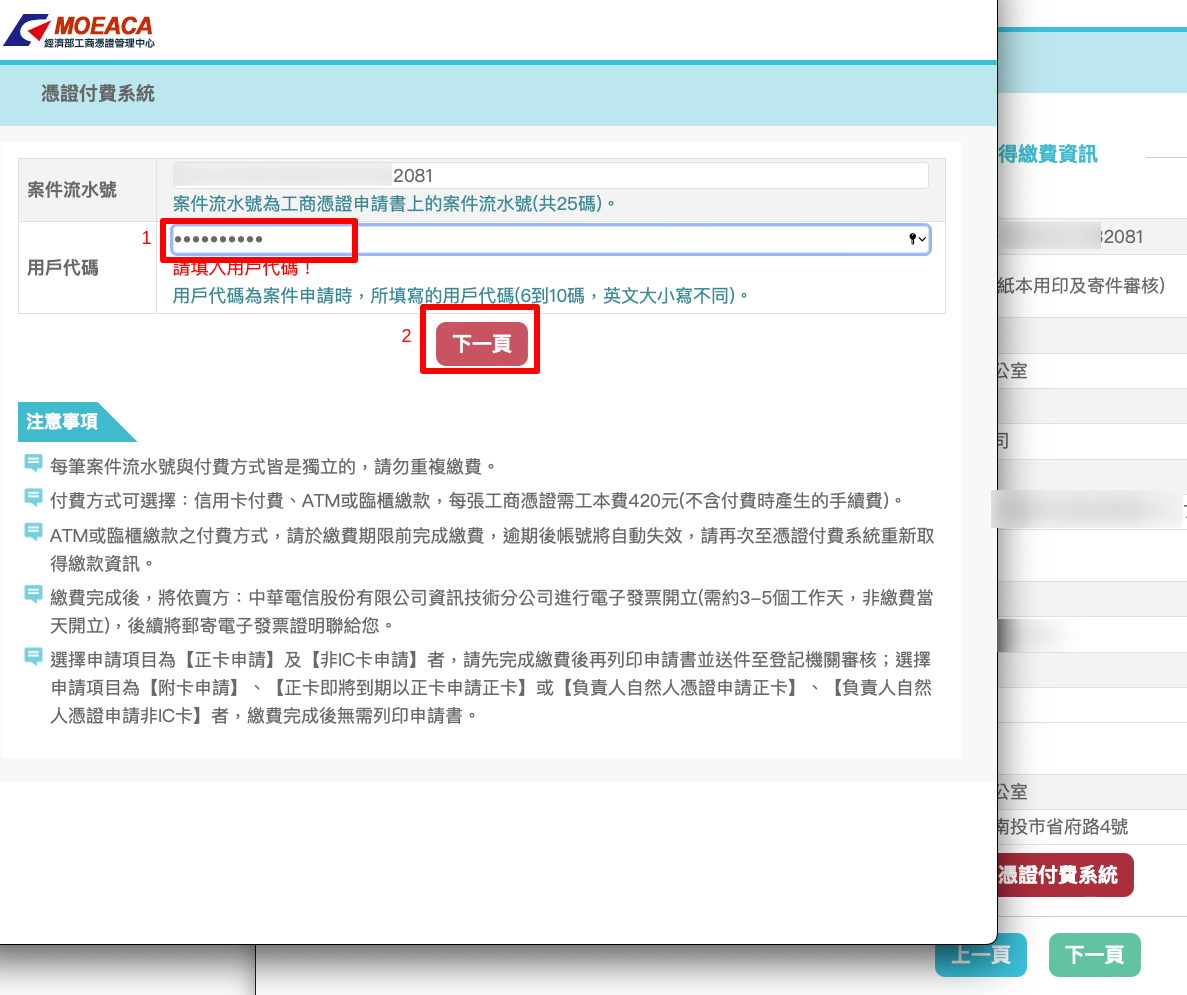 MOEACA
經濟部工商憑證管理中心
憑證付費系統
案件流水號
2081
案件流水號為工商憑證申請書上的案件流水號(共25碼)。
1
用戶代碼
••••••••••
請填入用戶代碼！
用戶代碼為案件申請時，所填寫的用戶代碼(6到10碼，英文大小寫不同)。
2
下一頁
注意事項
每筆案件流水號與付費方式皆是獨立的，請勿重複繳費。
付費方式可選擇：信用卡付費、ATM或臨櫃繳款，每張工商憑證需工本費420元(不含付費時產生的手續費)。
ATM或臨櫃繳款之付費方式，請於繳費期限前完成繳費，逾期後帳號將自動失效，請再次至憑證付費系統重新取
得繳款資訊。
繳費完成後，將依賣方：中華電信股份有限公司資訊技術分公司進行電子發票開立(需約3–5個工作天，非繳費當
天開立)，後續將郵寄電子發票證明聯給您。
選擇申請項目為【正卡申請】及【非IC卡申請】者，請先完成繳費後再列印申請書並送件至登記機關審核；選擇
申請項目為【附卡申請】、【正卡即將到期以正卡申請正卡】或【負責人自然人憑證申請正卡】、【負責人自然
人憑證申請非IC卡】者，繳費完成後無需列印申請書。
得繳費資訊
2081
紙本用印及寄件審核)
公室
司
公室
南投市省府路4號
憑證付費系統
上一頁
下一頁